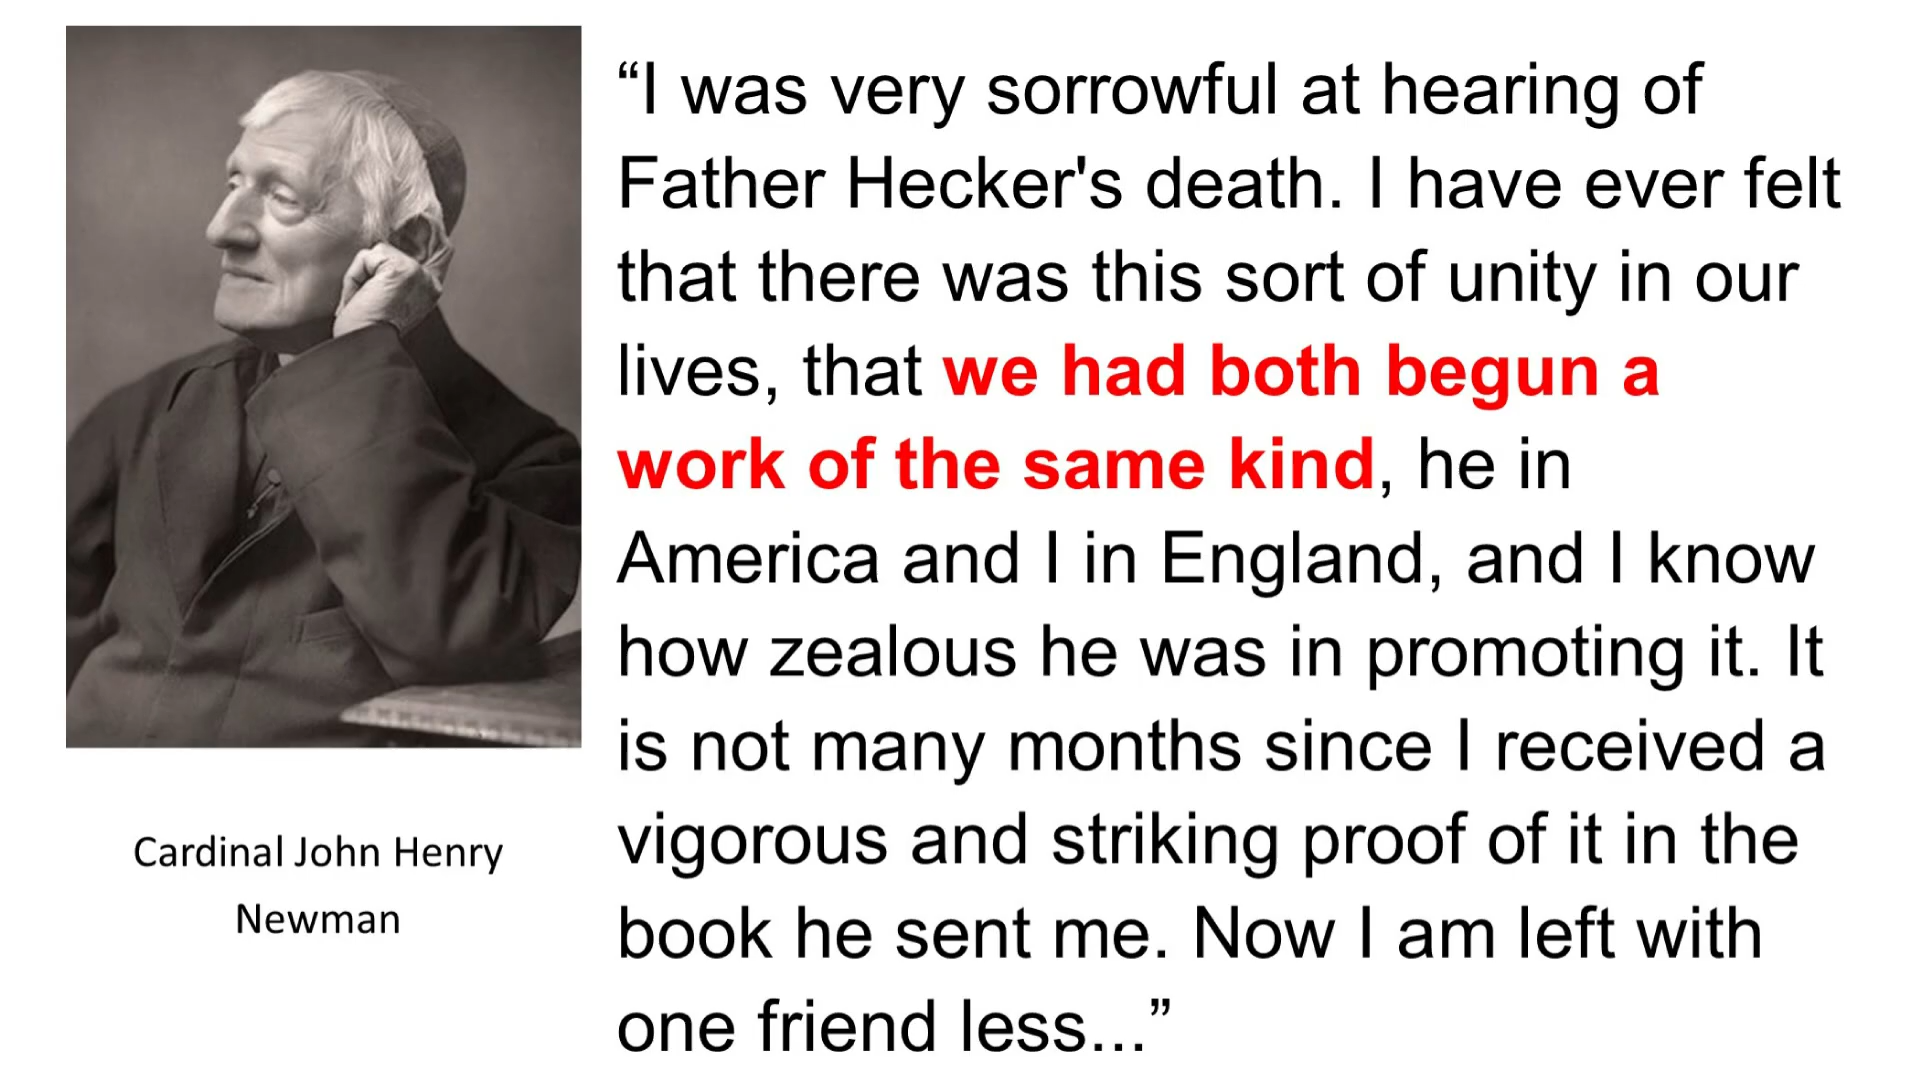 “I was very sorrowful at hearing of
Father Hecker's death. I have ever felt
that there was this sort of unity in our
lives, that we had both begun a
work of the same kind, he in
America and I in England, and I know
how zealous he was in promoting it. It
is not many months since I received a
vigorous and striking proof of it in the
book he sent me. Now I am left with
one friend less...”
Cardinal John Henry
Newman